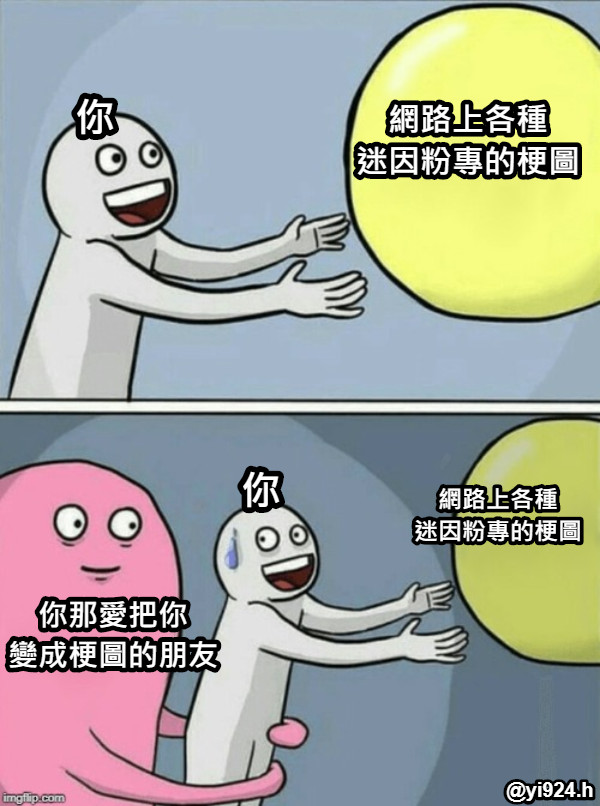 你
網路上各種
迷因粉專的梗圖
你
網路上各種
迷因粉專的梗圖
你那愛把你
變成梗圖的朋友
imgflip.com
@yi924.h